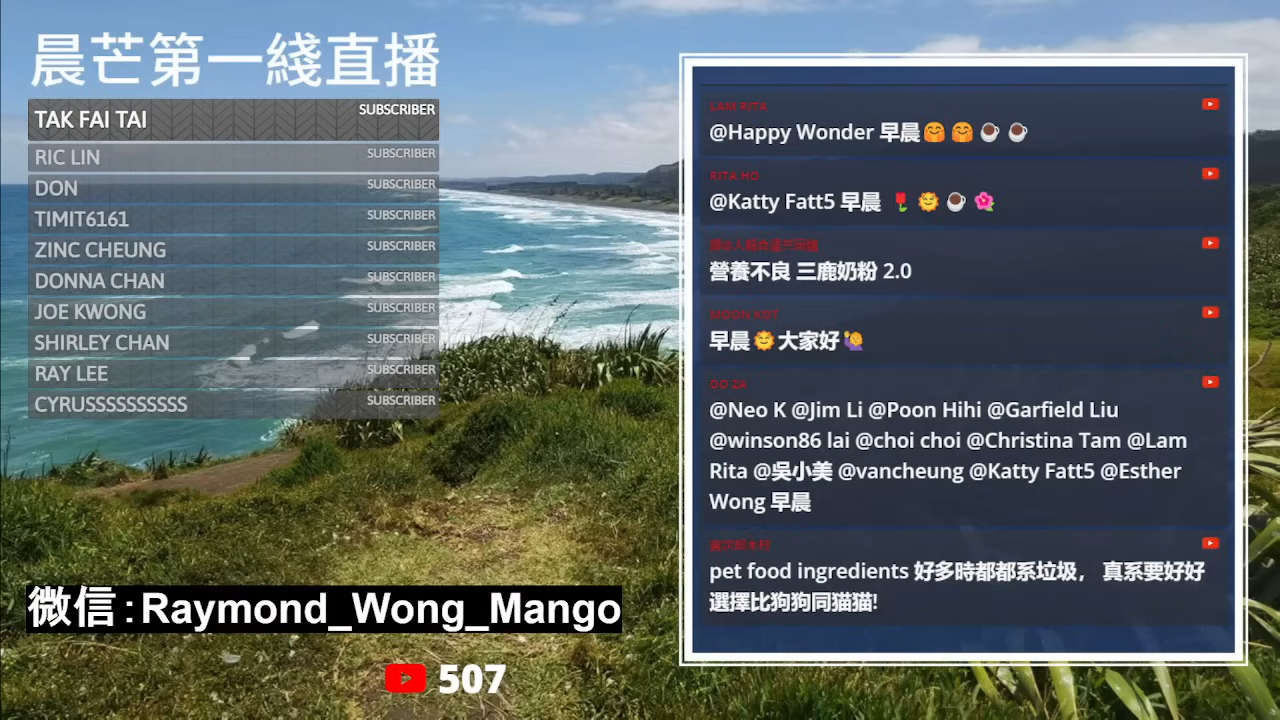 晨芒第一綫直播
TAK FAI TAI SUBSCRIBER
RIC LIN SUBSCRIBER
DON SUBSCRIBER
TIMIT6161 SUBSCRIBER
ZINC CHEUNG SUBSCRIBER
DONNA CHAN SUBSCRIBER
JOE KWONG SUBSCRIBER
SHIRLEY CHAN SUBSCRIBER
RAY LEE SUBSCRIBER
CYRUSSSSSSSSSS SUBSCRIBER
微信:Raymond_Wong_Mango
507
LAM RITA
@Happy Wonder 早晨🤗 🤗 ☕ ☕
RITA HO
@Katty Fatt5 早晨 🌷 🌞 ☕ 🌺
營養不良 三鹿奶粉 2.0
MOON KOT
早晨🌞大家好🙋
DO ZA
@Neo K @Jim Li @Poon Hihi @Garfield Liu
@winson86 lai @choi choi @Christina Tam @Lam
Rita @吳小美 @vancheung @Katty Fatt5 @Esther
Wong 早晨
pet food ingredients 好多時都都系垃圾， 真系要好好
選擇比狗狗同猫猫!